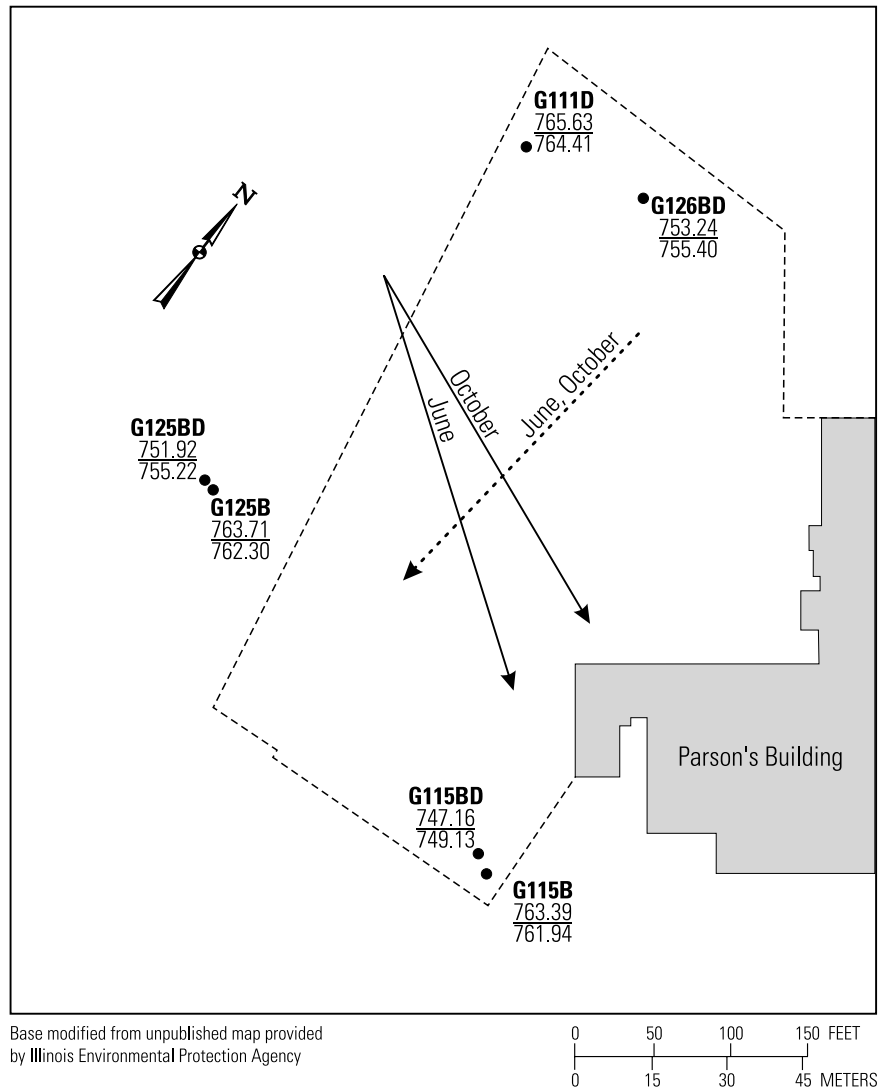 G111D
765.63
764.41
G126BD
753.24
755.40
N
June, October
October
June
G125BD
751.92
755.22
G125B
763.71
762.30
Parson's Building
G115BD
747.16
749.13
G115B
763.39
761.94
Base modified from unpublished map provided
by Illinois Environmental Protection Agency
0 50 100 150 FEET
0 15 30 45 METERS